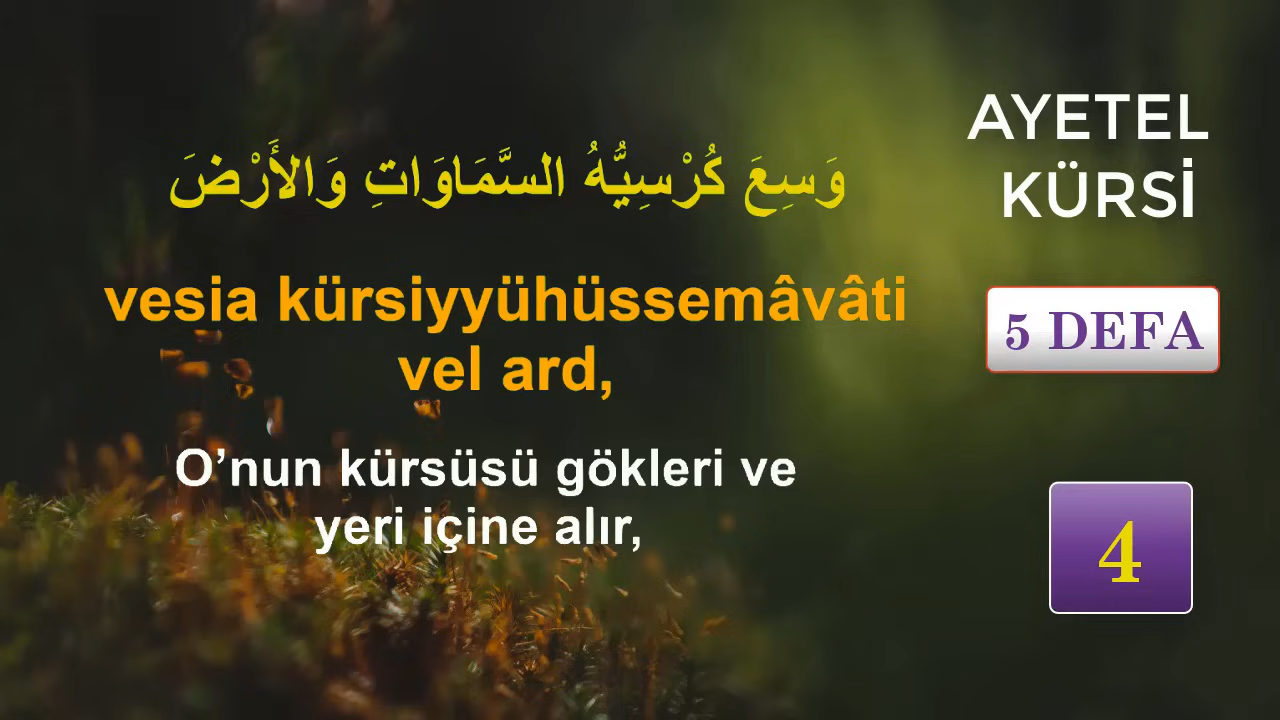 وَسِعَ كُرْسِيُّهُ السَّمَاوَاتِ وَالأَرْضَ
vesia kürsiyyühüssemâvâti
vel ard,
O’nun kürsüsü gökleri ve
yeri içine alır,
AYETEL
KÜRSİ
5 DEFA
4